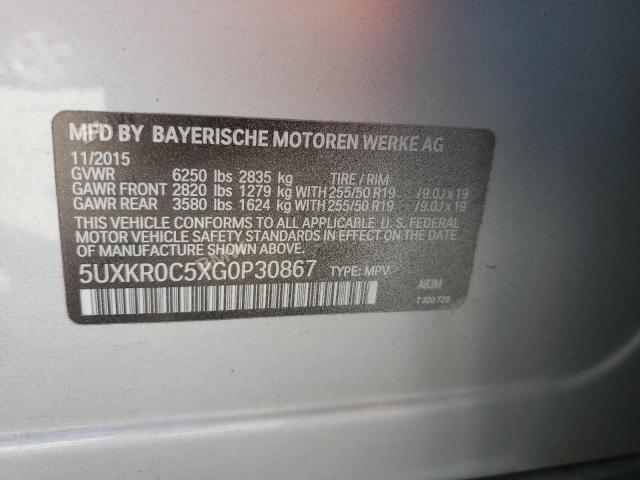 MFD BY BAYERISCHE MOTOREN WERKE AG
11/2015
GVWR 6250 lbs 2835 kg TIRE / RIM
GAWR FRONT 2820 lbs 1279 kg WITH 255/50 R19 /9.0J x 19
GAWR REAR 3580 lbs 1624 kg WITH 255/50 R19 /9.0J x 19
THIS VEHICLE CONFORMS TO ALL APPLICABLE U.S. FEDERAL
MOTOR VEHICLE SAFETY STANDARDS IN EFFECT ON THE DATE
OF MANUFACTURE SHOWN ABOVE.
5UXKR0C5XG0P30867 TYPE: MPV
A83M
7 320 729